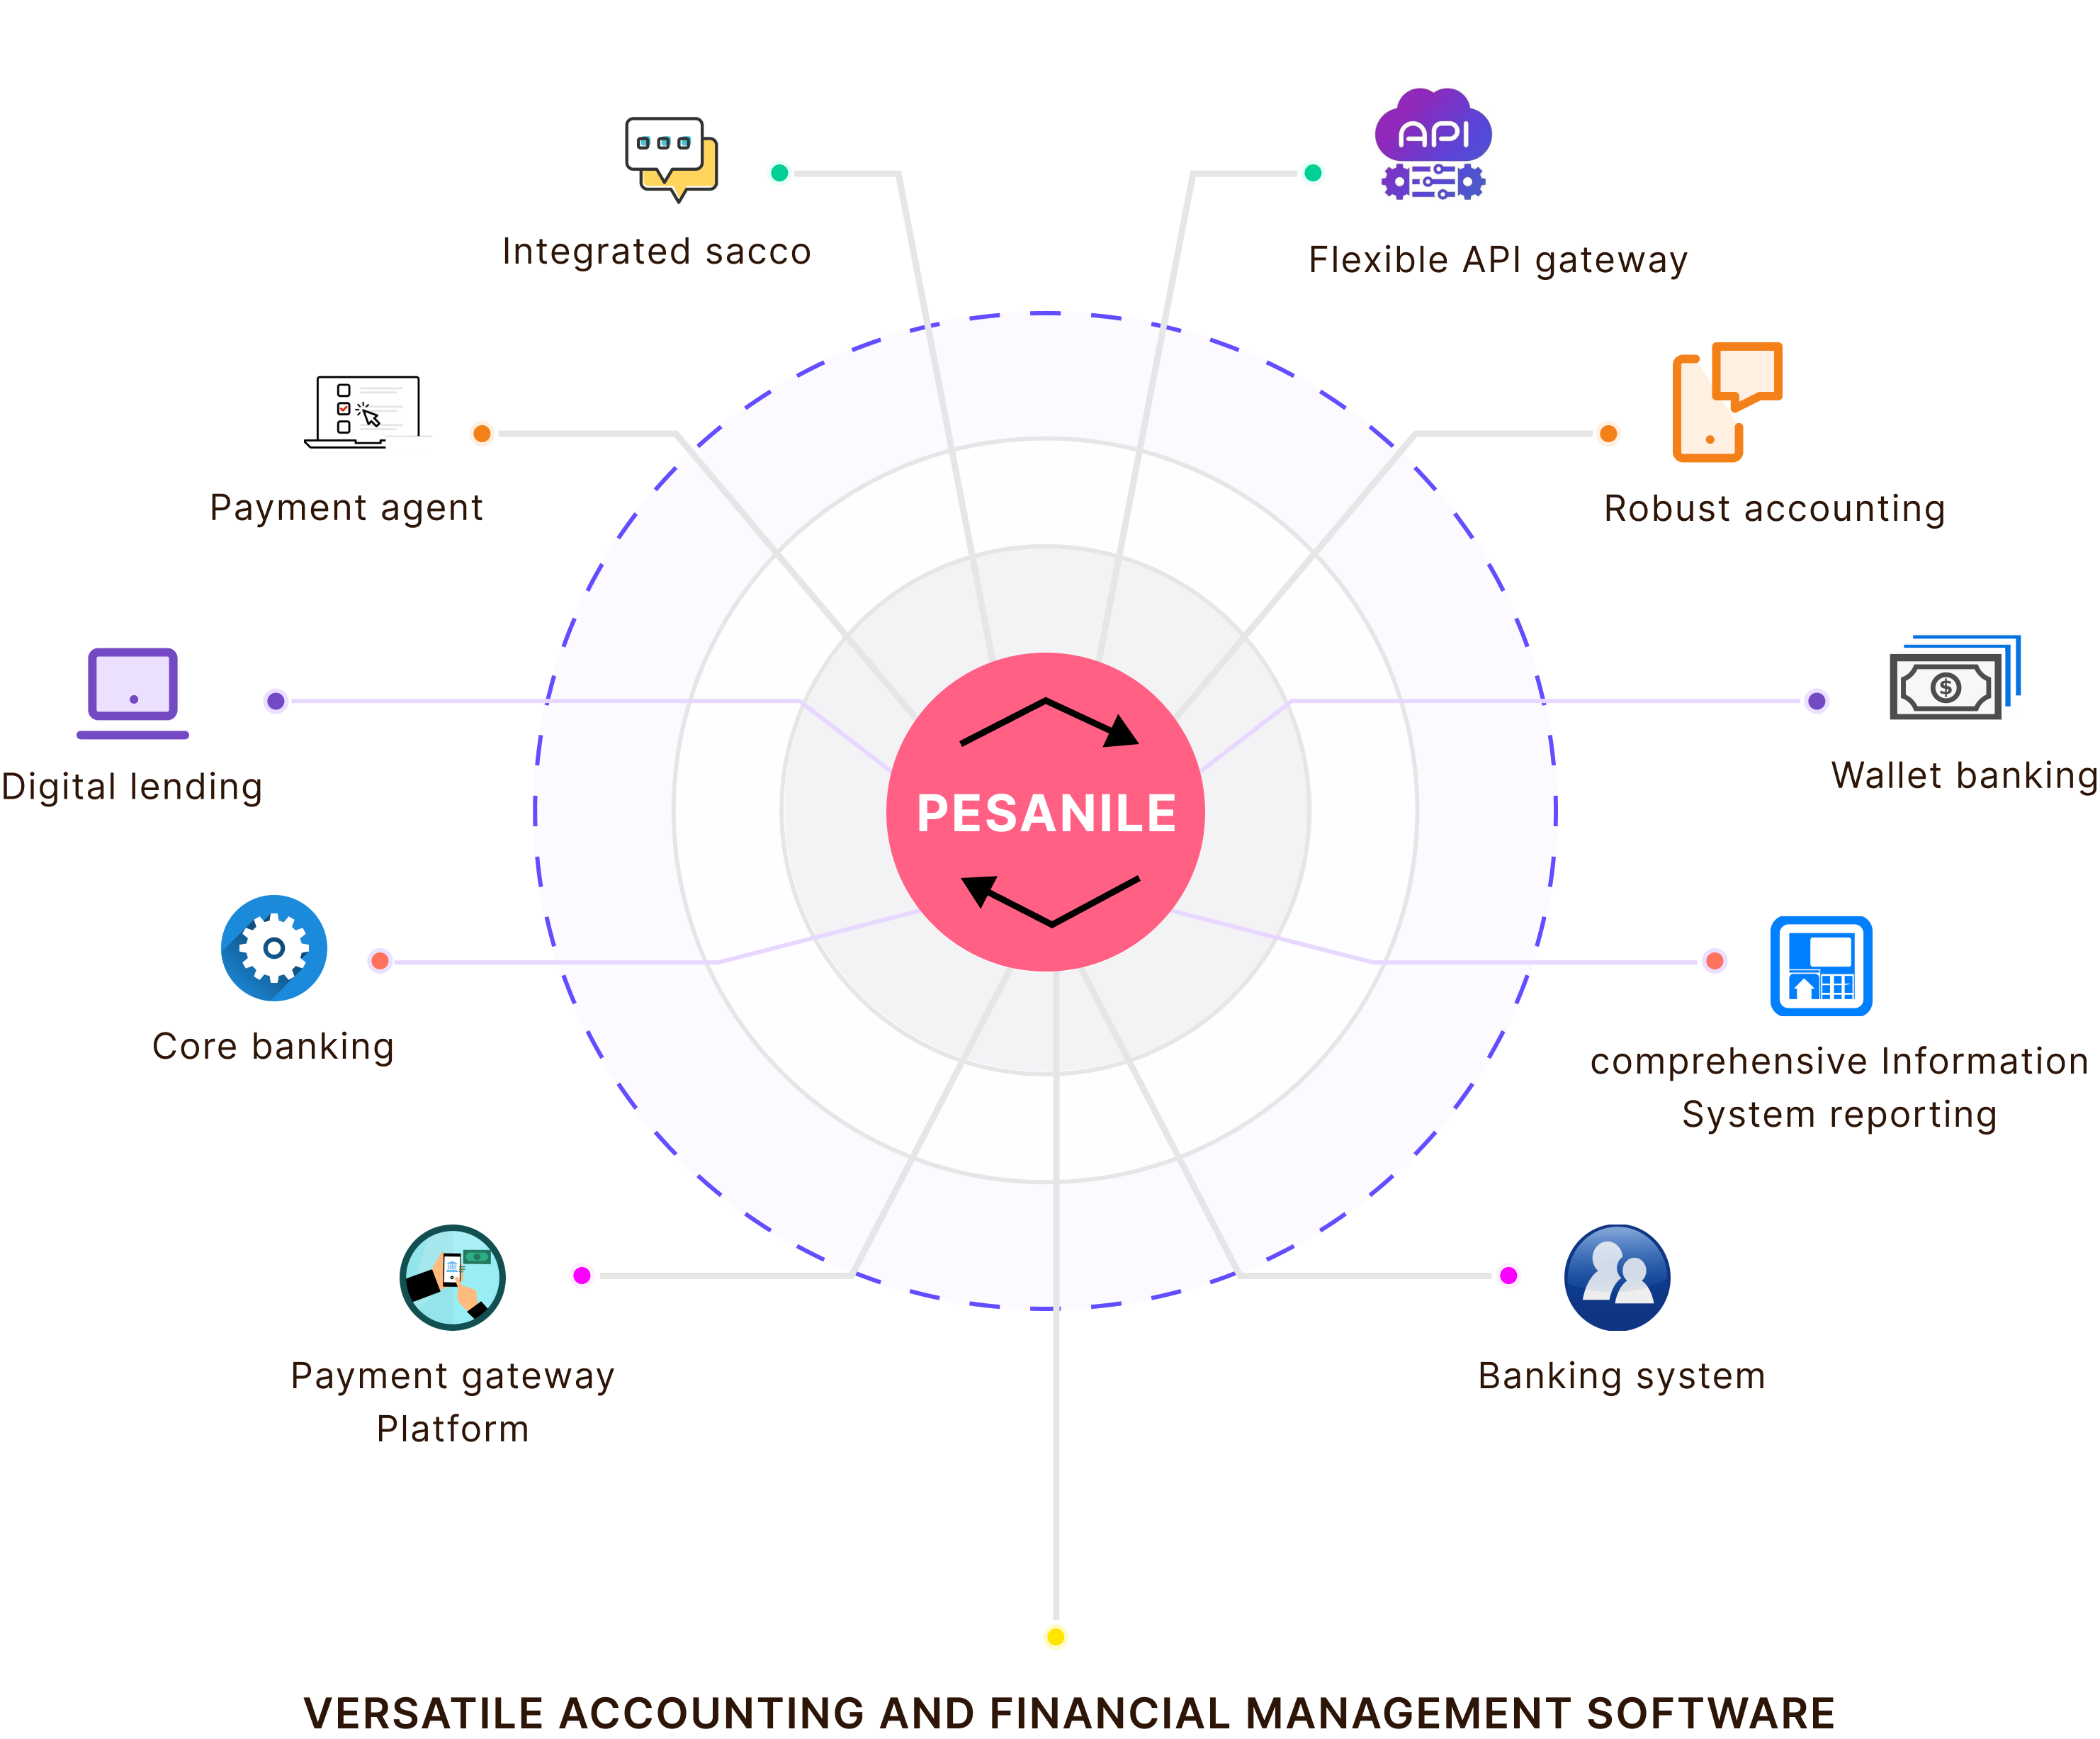 API
Integrated sacco
Flexible API gateway
Payment agent
Robust accounting
$
Digital lending
Wallet banking
PESANILE
Core banking
comprehensive Information
System reporting
Payment gateway
Platform
Banking system
VERSATILE ACCOUNTING AND FINANCIAL MANAGEMENT SOFTWARE